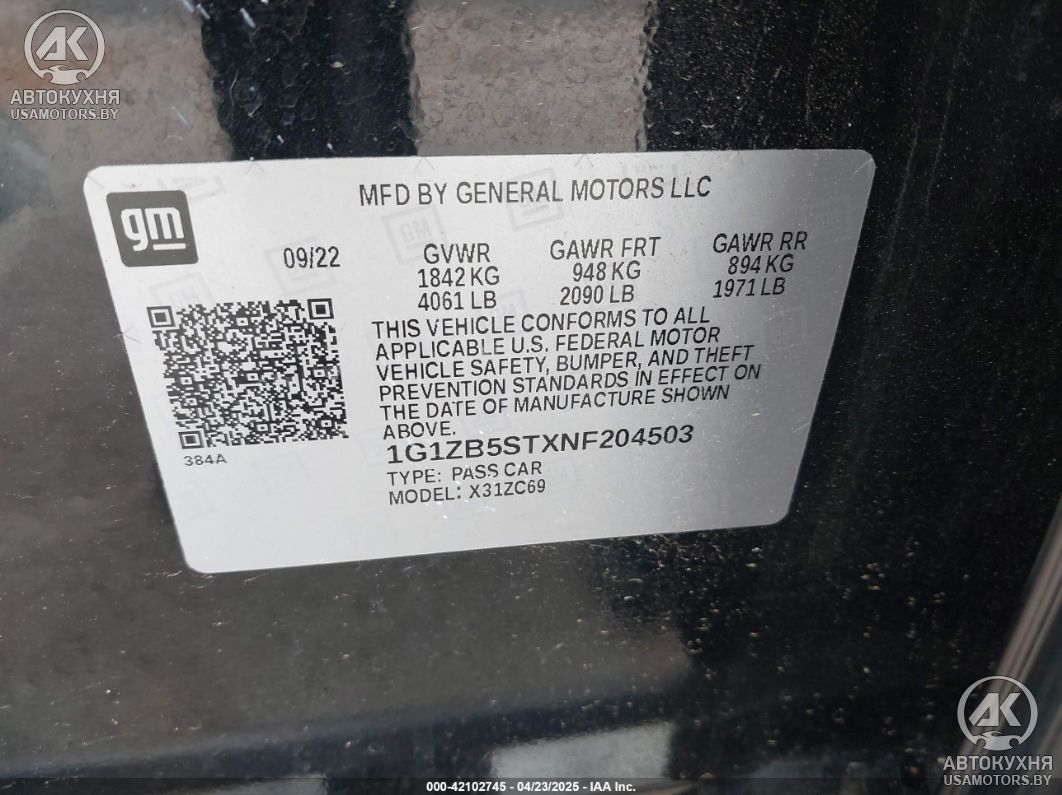 AK
АВТОКУХНЯ
USAMOTORS.BY
MFD BY GENERAL MOTORS LLC
gm
09/22 GVWR GAWR FRT GAWR RR
1842 KG 948 KG 894 KG
4061 LB 2090 LB 1971 LB
THIS VEHICLE CONFORMS TO ALL
APPLICABLE U.S. FEDERAL MOTOR
VEHICLE SAFETY, BUMPER, AND THEFT
PREVENTION STANDARDS IN EFFECT ON
THE DATE OF MANUFACTURE SHOWN
ABOVE.
384A
1G1ZB5STXNF204503
TYPE: PASS CAR
MODEL: X31ZC69
AK
АВТОКУХНЯ
USAMOTORS.BY
000-42102745 - 04/23/2025 - IAA Inc.